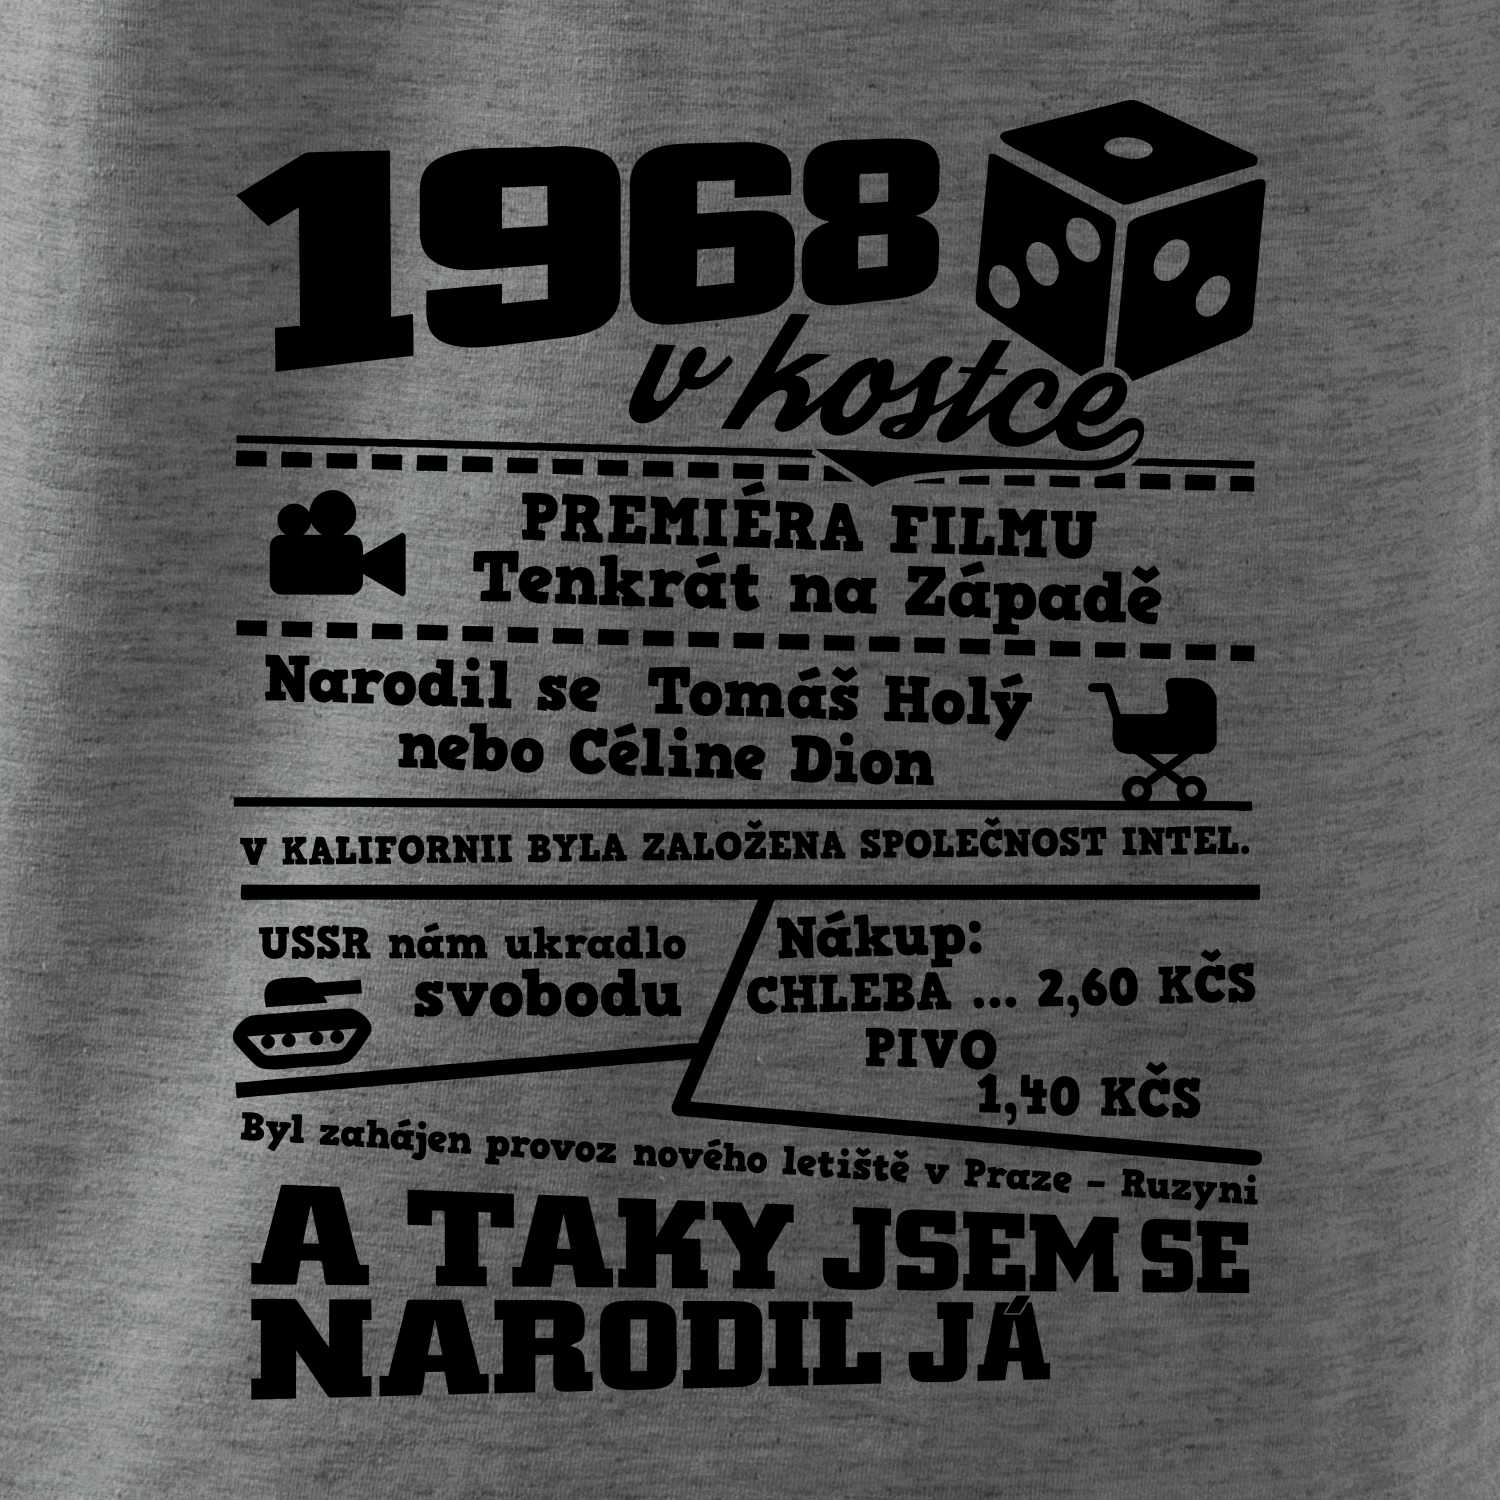 1968
v kostce
PREMIÉRA FILMU
Tenkrát na Západě
Narodil se Tomáš Holý
nebo Céline Dion
V KALIFORNII BYLA ZALOŽENA SPOLEČNOST INTEL.
USSR nám ukradlo
svobodu
Nákup:
CHLEBA ... 2,60 KČS
PIVO
1,40 KČS
Byl zahájen provoz nového letiště v Praze – Ruzyni
A TAKY JSEM SE
NARODIL JÁ